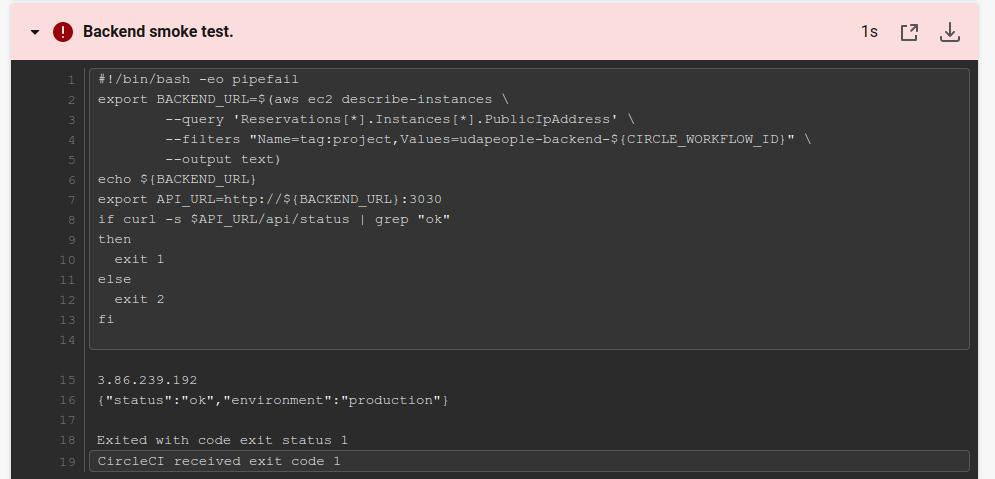 Backend smoke test. 1s
1 #!/bin/bash -eo pipefail
2 export BACKEND_URL=$(aws ec2 describe-instances \
3 --query 'Reservations[*].Instances[*].PublicIpAddress' \
4 --filters "Name=tag:project,Values=udapeople-backend-${CIRCLE_WORKFLOW_ID}" \
5 --output text)
6 echo ${BACKEND_URL}
7 export API_URL=http://${BACKEND_URL}:3030
8 if curl -s $API_URL/api/status | grep "ok"
9 then
10 exit 1
11 else
12 exit 2
13 fi
14
15 3.86.239.192
16 {"status":"ok","environment":"production"}
17
18 Exited with code exit status 1
19 CircleCI received exit code 1